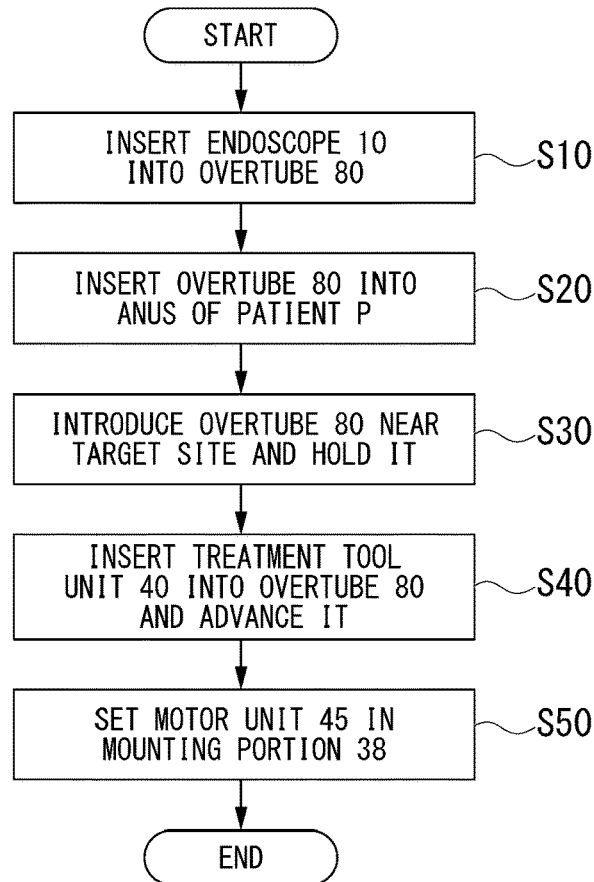 START
INSERT ENDOSCOPE 10
INTO OVERTUBE 80
S10
INSERT OVERTUBE 80 INTO
ANUS OF PATIENT P
S20
INTRODUCE OVERTUBE 80 NEAR
TARGET SITE AND HOLD IT
S30
INSERT TREATMENT TOOL
UNIT 40 INTO OVERTUBE 80
AND ADVANCE IT
S40
SET MOTOR UNIT 45 IN
MOUNTING PORTION 38
S50
END